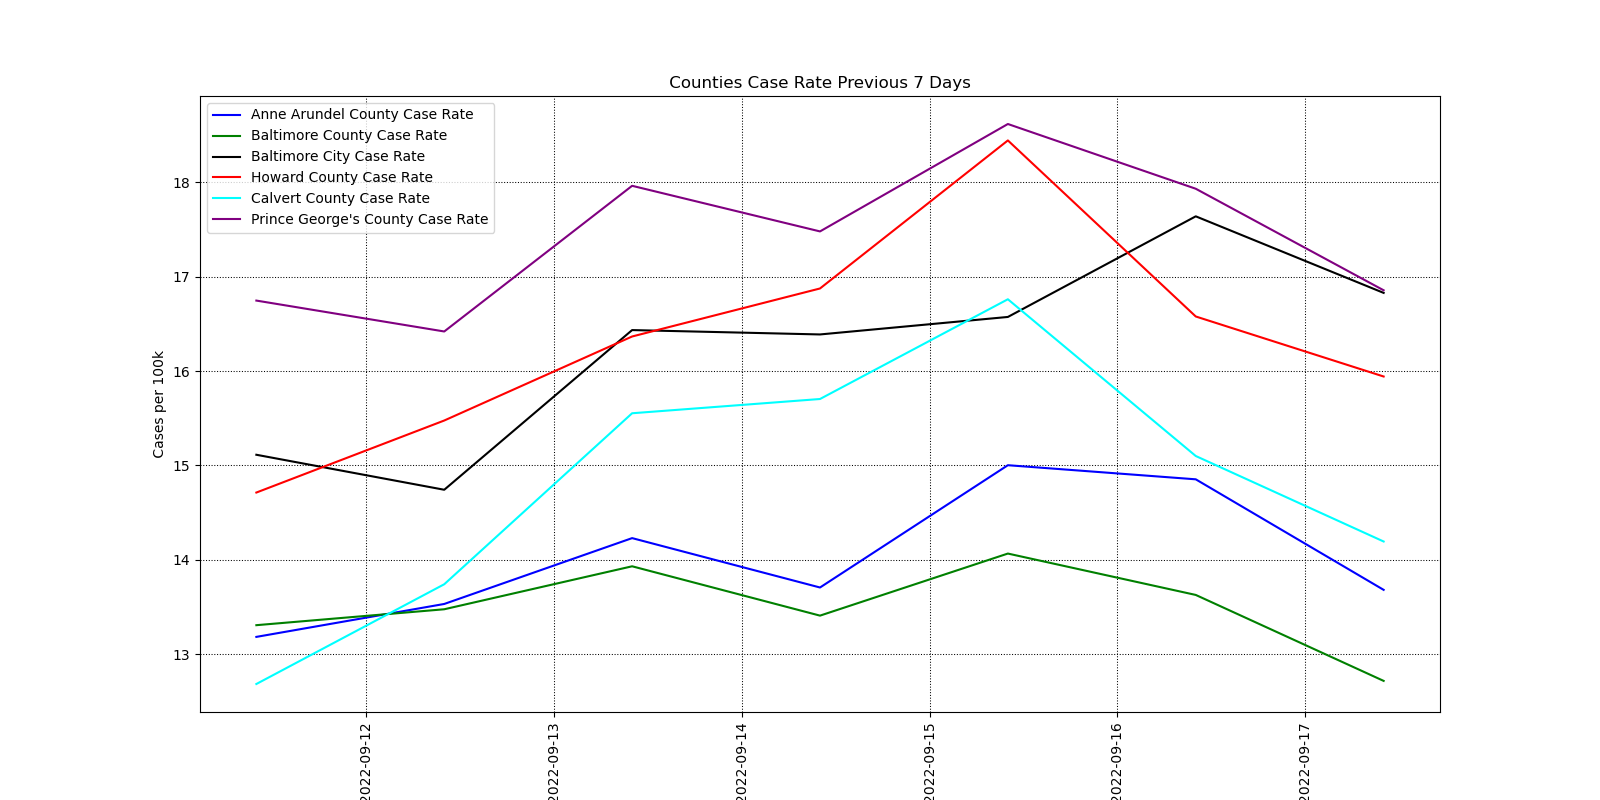 Counties Case Rate Previous 7 Days
Anne Arundel County Case Rate
Baltimore County Case Rate
Baltimore City Case Rate
Howard County Case Rate
Calvert County Case Rate
Prince George's County Case Rate
Cases per 100k
18
17
16
15
14
13
2022-09-12
2022-09-13
2022-09-14
2022-09-15
2022-09-16
2022-09-17